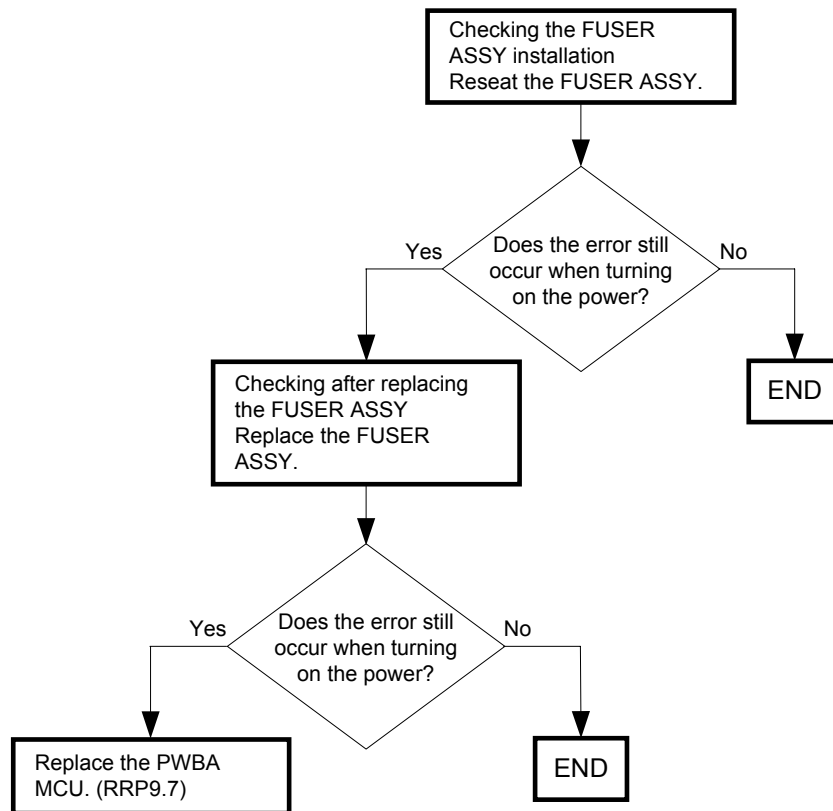 Checking the FUSER
ASSY installation
Reseat the FUSER ASSY.
Does the error still
occur when turning
on the power?
Yes
No
Checking after replacing
the FUSER ASSY
Replace the FUSER
ASSY.
END
Does the error still
occur when turning
on the power?
Yes
No
Replace the PWBA
MCU. (RRP9.7)
END